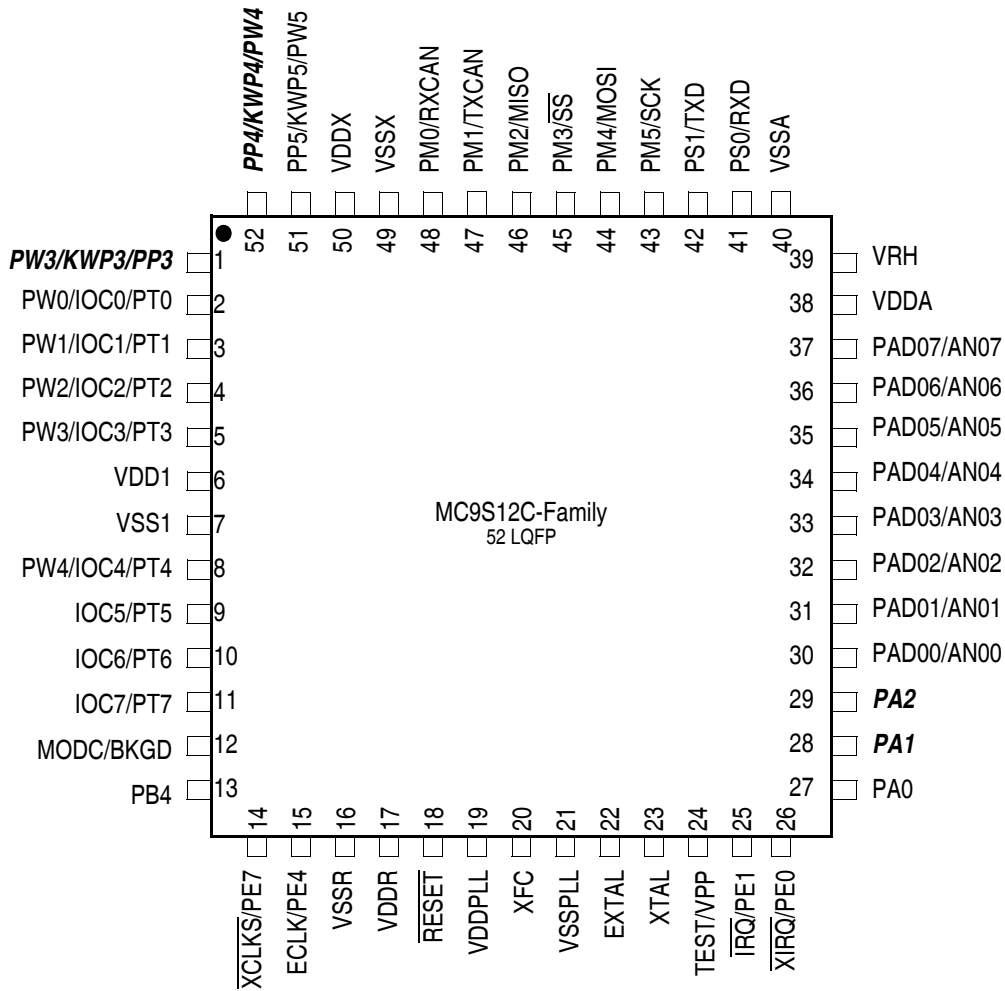 PP4/KWP4/PW4
PP5/KWP5/PW5
VDDX
VSSX
PM0/RXCAN
PM1/TXCAN
PM2/MISO
PM3/SS
PM4/MOSI
PM5/SCK
PS1/TXD
PS0/RXD
VSSA
52
51
50
49
48
47
46
45
44
43
42
41
40
PW3/KWP3/PP3 1
PW0/IOC0/PT0 2
PW1/IOC1/PT1 3
PW2/IOC2/PT2 4
PW3/IOC3/PT3 5
VDD1 6
VSS1 7
PW4/IOC4/PT4 8
IOC5/PT5 9
IOC6/PT6 10
IOC7/PT7 11
MODC/BKGD 12
PB4 13
MC9S12C-Family
52 LQFP
39 VRH
38 VDDA
37 PAD07/AN07
36 PAD06/AN06
35 PAD05/AN05
34 PAD04/AN04
33 PAD03/AN03
32 PAD02/AN02
31 PAD01/AN01
30 PAD00/AN00
29 PA2
28 PA1
27 PA0
14
15
16
17
18
19
20
21
22
23
24
25
26
XCLKS/PE7
ECLK/PE4
VSSR
VDDR
RESET
VDDPLL
XFC
VSSPLL
EXTAL
XTAL
TEST/VPP
IRQ/PE1
XIRQ/PE0